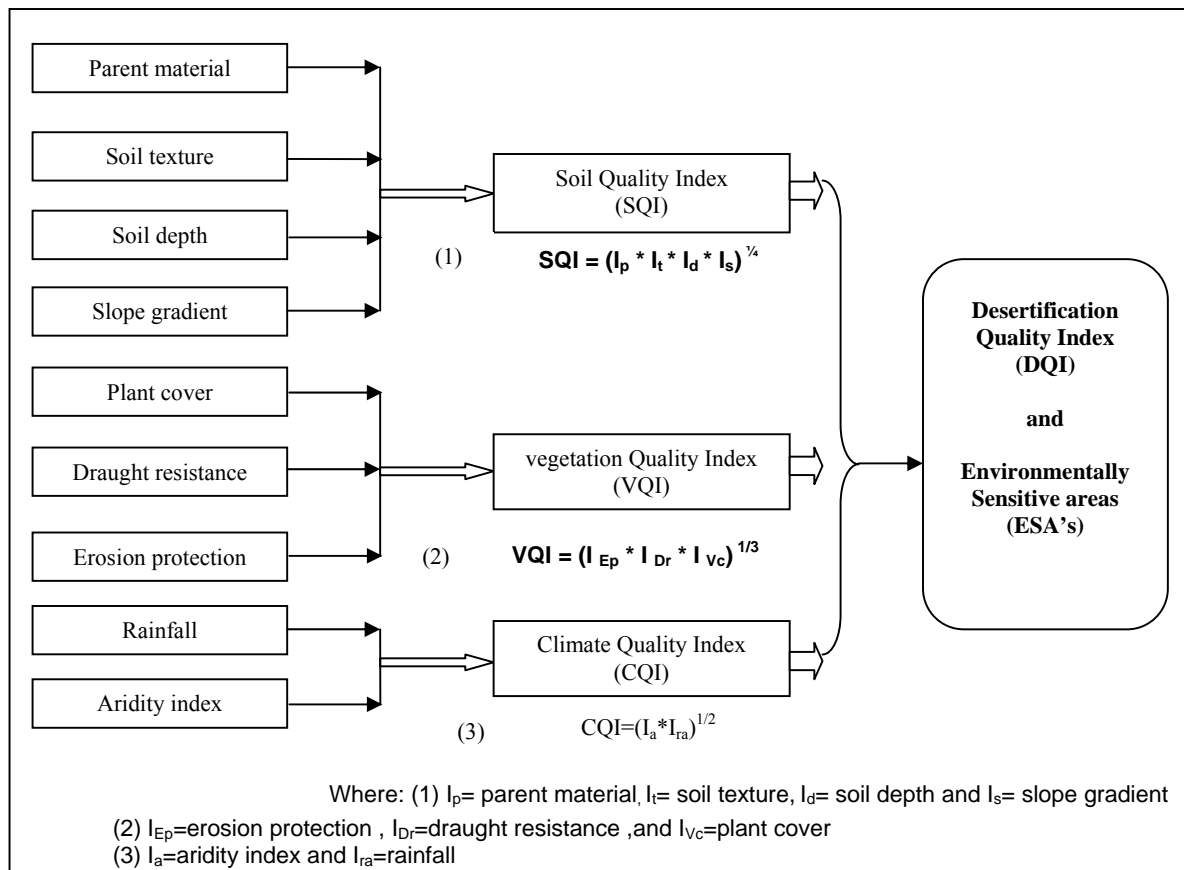 Parent material
Soil texture
Soil depth
Slope gradient
Plant cover
Draught resistance
Erosion protection
Rainfall
Aridity index
Soil Quality Index
(SQI)
(1)
SQI = (Ip * It * Id * Is) ¼
vegetation Quality Index
(VQI)
(2)
VQI = (I Ep * I Dr * I Vc) 1/3
Climate Quality Index
(CQI)
(3)
CQI=(Ia*Ira)1/2
Desertification
Quality Index
(DQI)
and
Environmentally
Sensitive areas
(ESA's)
Where: (1) Ip= parent material, It= soil texture, Id= soil depth and Is= slope gradient
(2) IEp=erosion protection , IDr=draught resistance ,and IVc=plant cover
(3) Ia=aridity index and Ira=rainfall